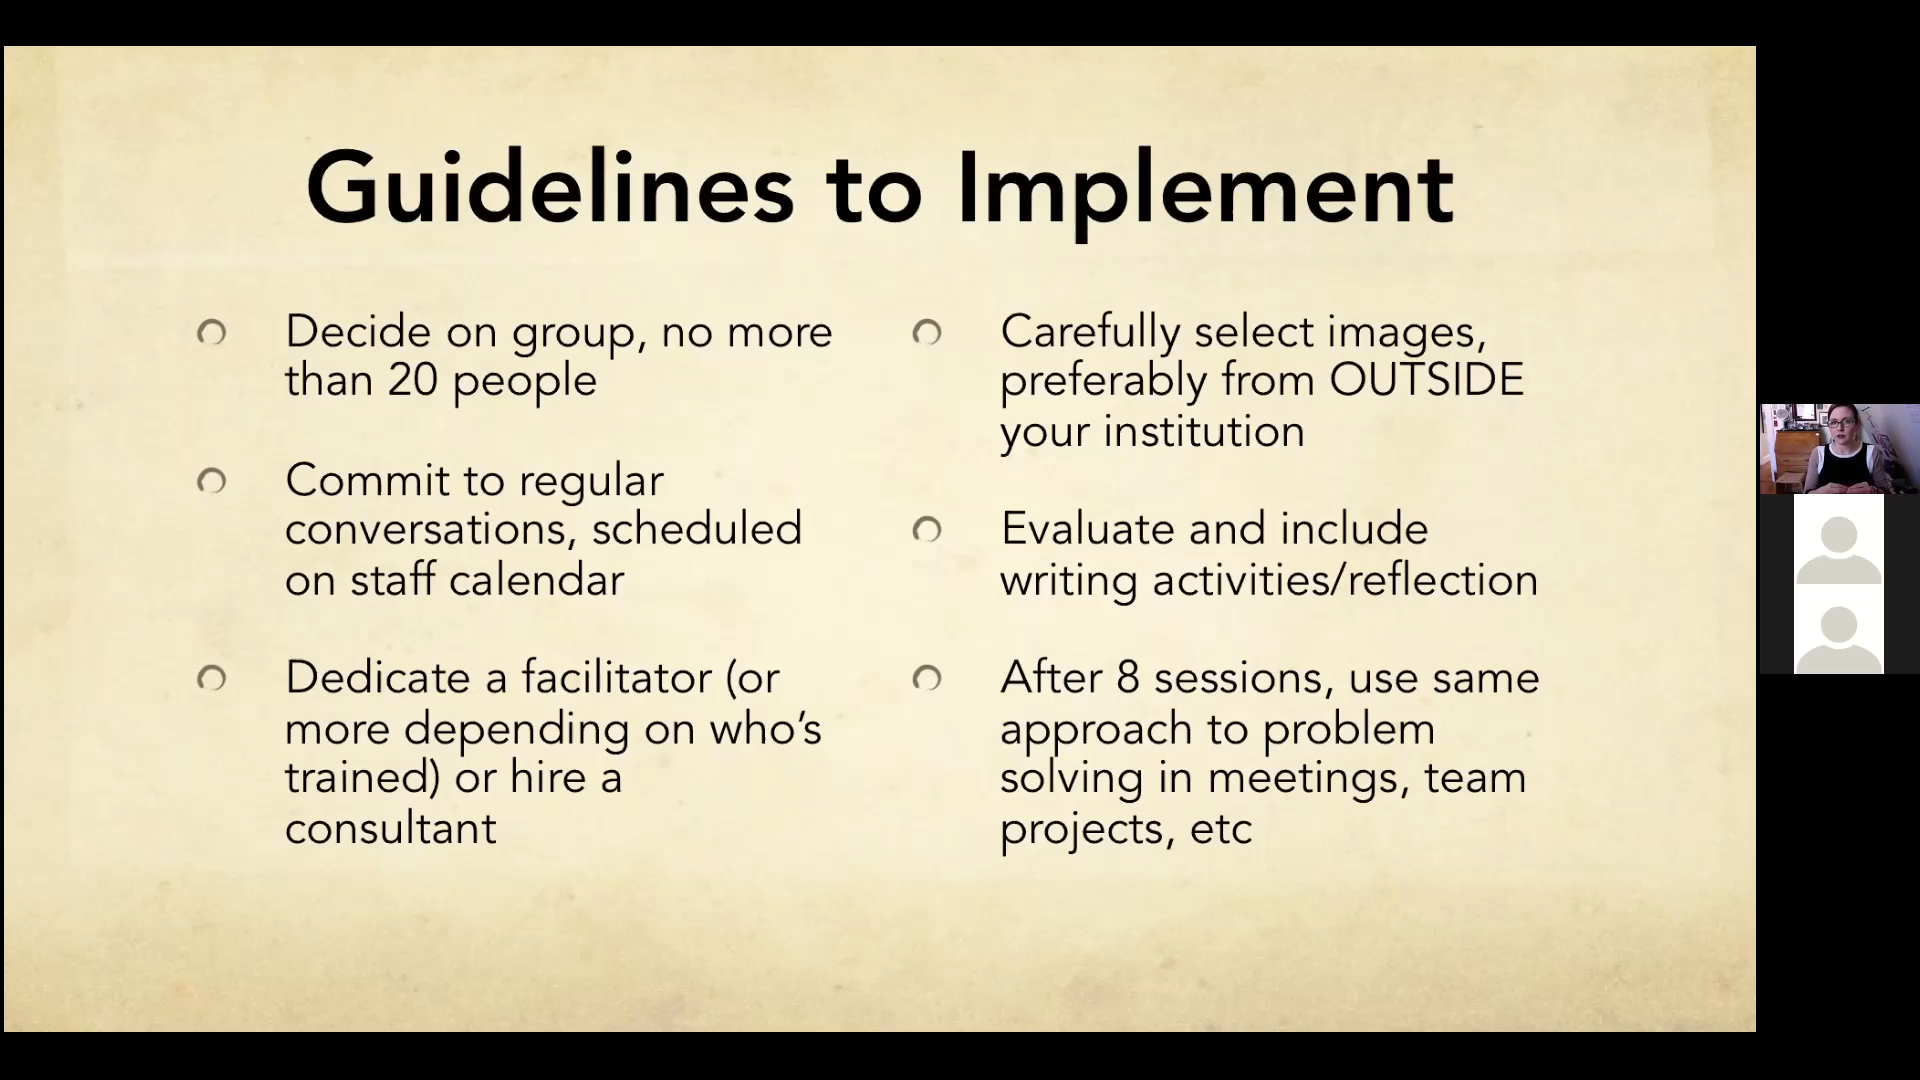 Guidelines to Implement
Decide on group, no more
than 20 people
Commit to regular
conversations, scheduled
on staff calendar
Dedicate a facilitator (or
more depending on who’s
trained) or hire a
consultant
Carefully select images,
preferably from OUTSIDE
your institution
Evaluate and include
writing activities/reflection
After 8 sessions, use same
approach to problem
solving in meetings, team
projects, etc